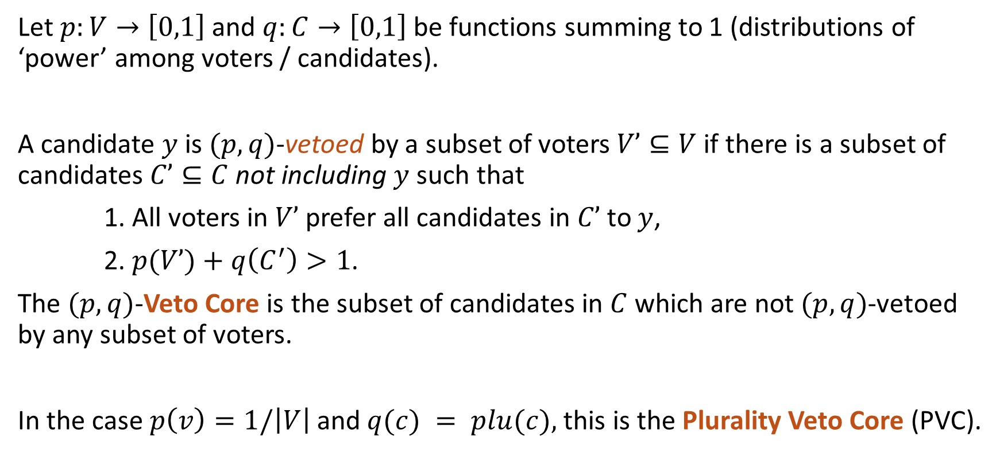 Let 𝑝: 𝑉 → [0,1] and 𝑞: 𝐶 → [0,1] be functions summing to 1 (distributions of
‘power’ among voters / candidates).
A candidate 𝑦 is (𝑝, 𝑞)-vetoed by a subset of voters 𝑉’ ⊆ 𝑉 if there is a subset of
candidates 𝐶’ ⊆ 𝐶 not including 𝑦 such that
1. All voters in 𝑉’ prefer all candidates in 𝐶’ to 𝑦,
2. 𝑝(𝑉’) + 𝑞(𝐶′) > 1.
The (𝑝, 𝑞)-Veto Core is the subset of candidates in 𝐶 which are not (𝑝, 𝑞)-vetoed
by any subset of voters.
In the case 𝑝(𝑣) = 1/|𝑉| and 𝑞(𝑐) = 𝑝𝑙𝑢(𝑐), this is the Plurality Veto Core (PVC).